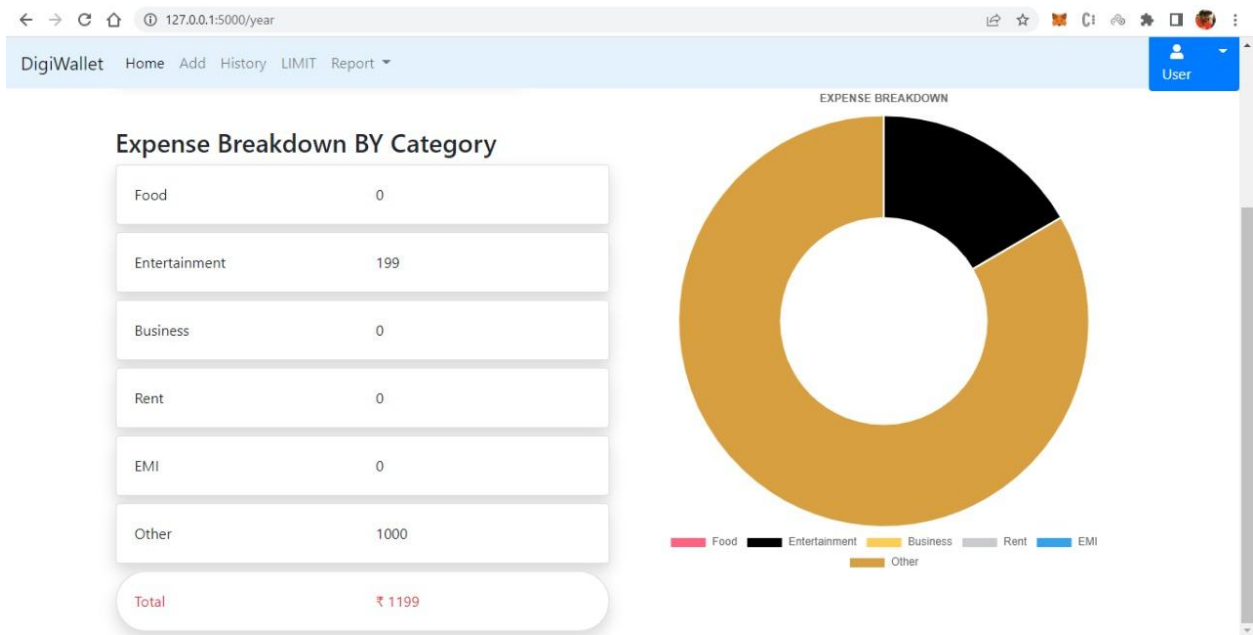 127.0.0.1:5000/year
DigiWallet Home Add History LIMIT Report
User
Expense Breakdown BY Category
Food 0
Entertainment 199
Business 0
Rent 0
EMI 0
Other 1000
Total ₹ 1199
EXPENSE BREAKDOWN
Food Entertainment Business Rent EMI
Other